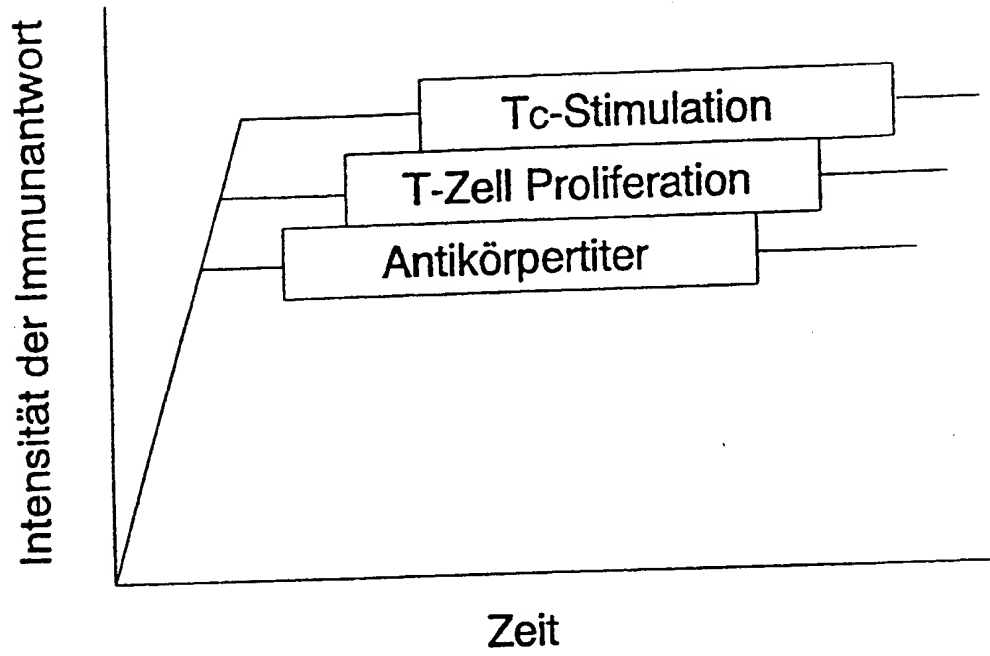 Intensität der Immunantwort
Tc-Stimulation
T-Zell Proliferation
Antikörpertiter
Zeit